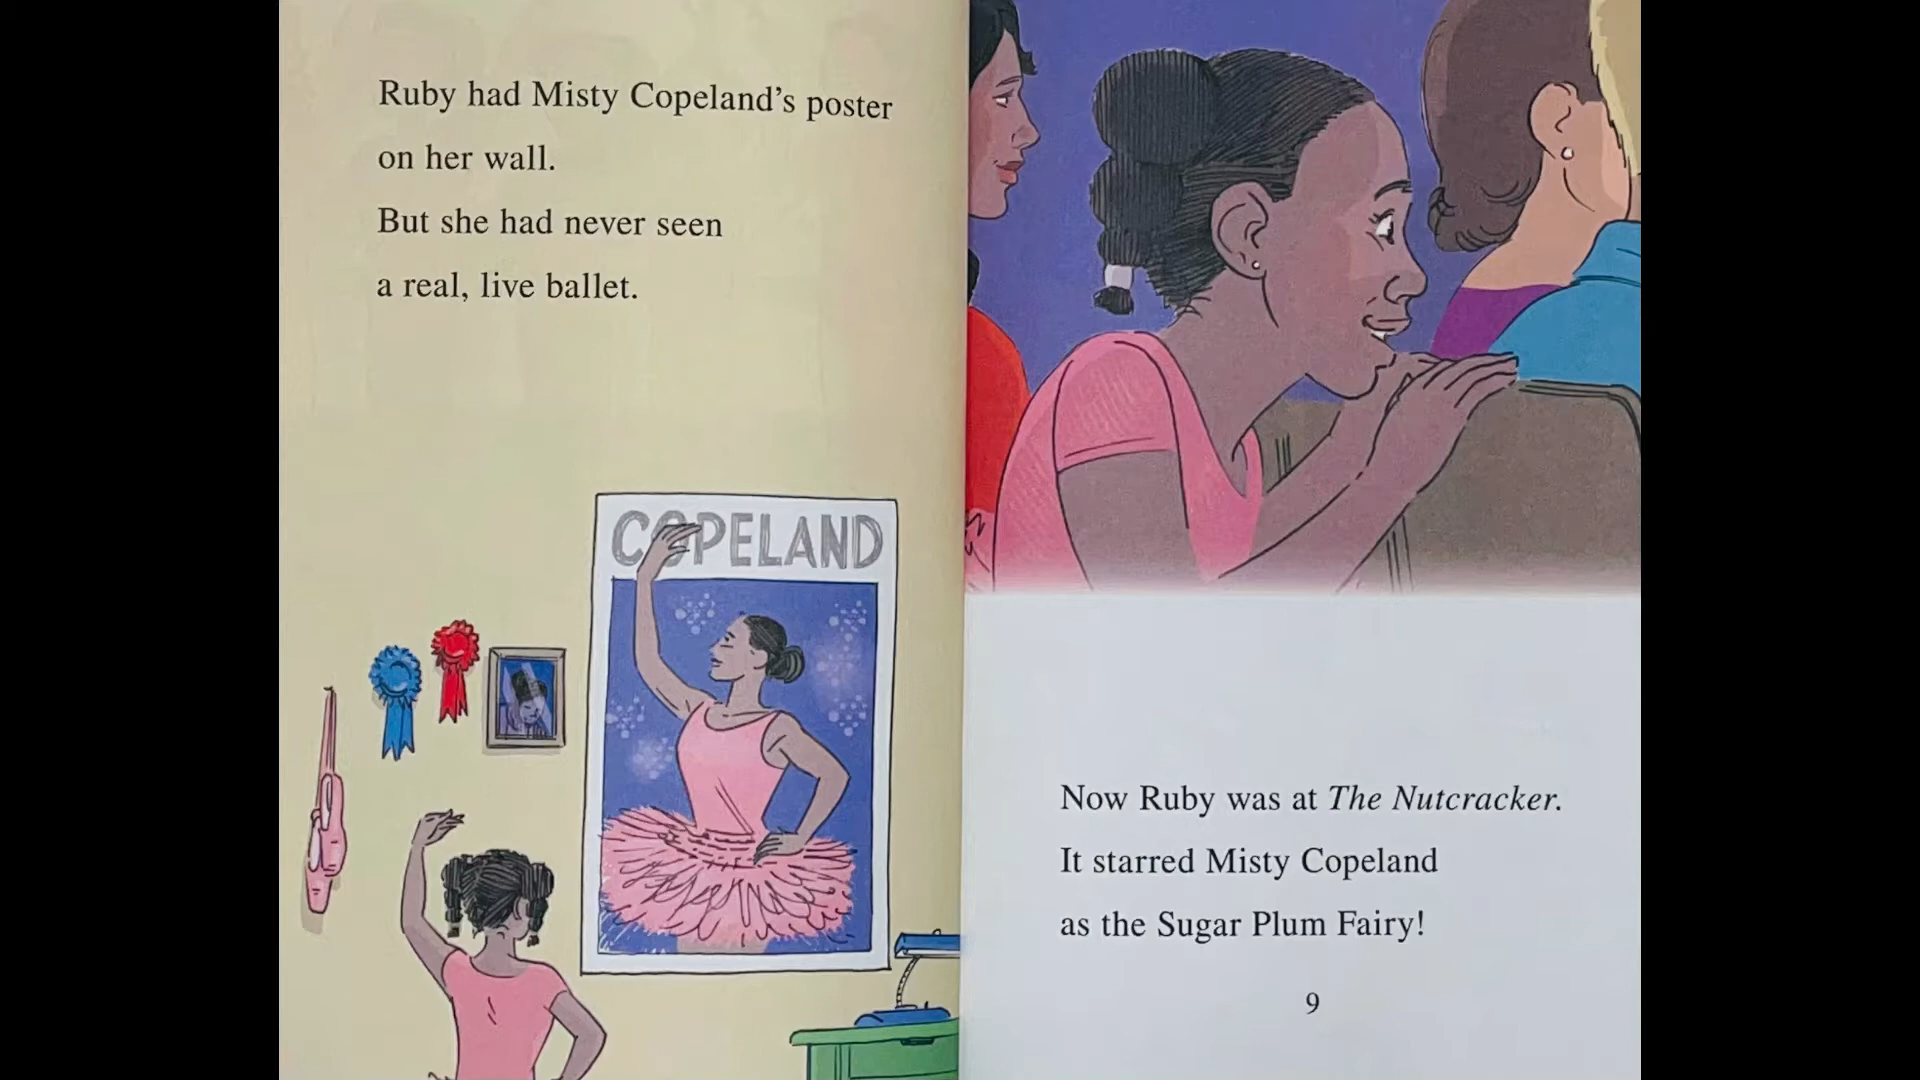 Ruby had Misty Copeland's poster
on her wall.
But she had never seen
a real, live ballet.
COPELAND
Now Ruby was at The Nutcracker.
It starred Misty Copeland
as the Sugar Plum Fairy!
9